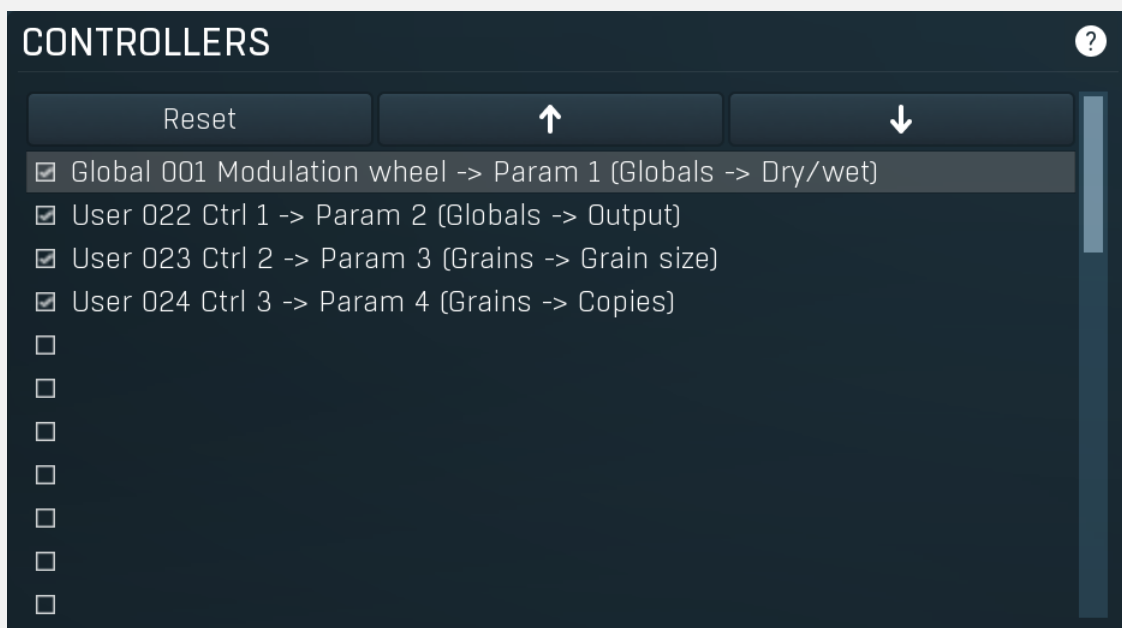 CONTROLLERS
?
Reset ↑ ↓
Global 001 Modulation wheel -> Param 1 (Globals -> Dry/wet)
User 022 Ctrl 1 -> Param 2 (Globals -> Output)
User 023 Ctrl 2 -> Param 3 (Grains -> Grain size)
User 024 Ctrl 3 -> Param 4 (Grains -> Copies)